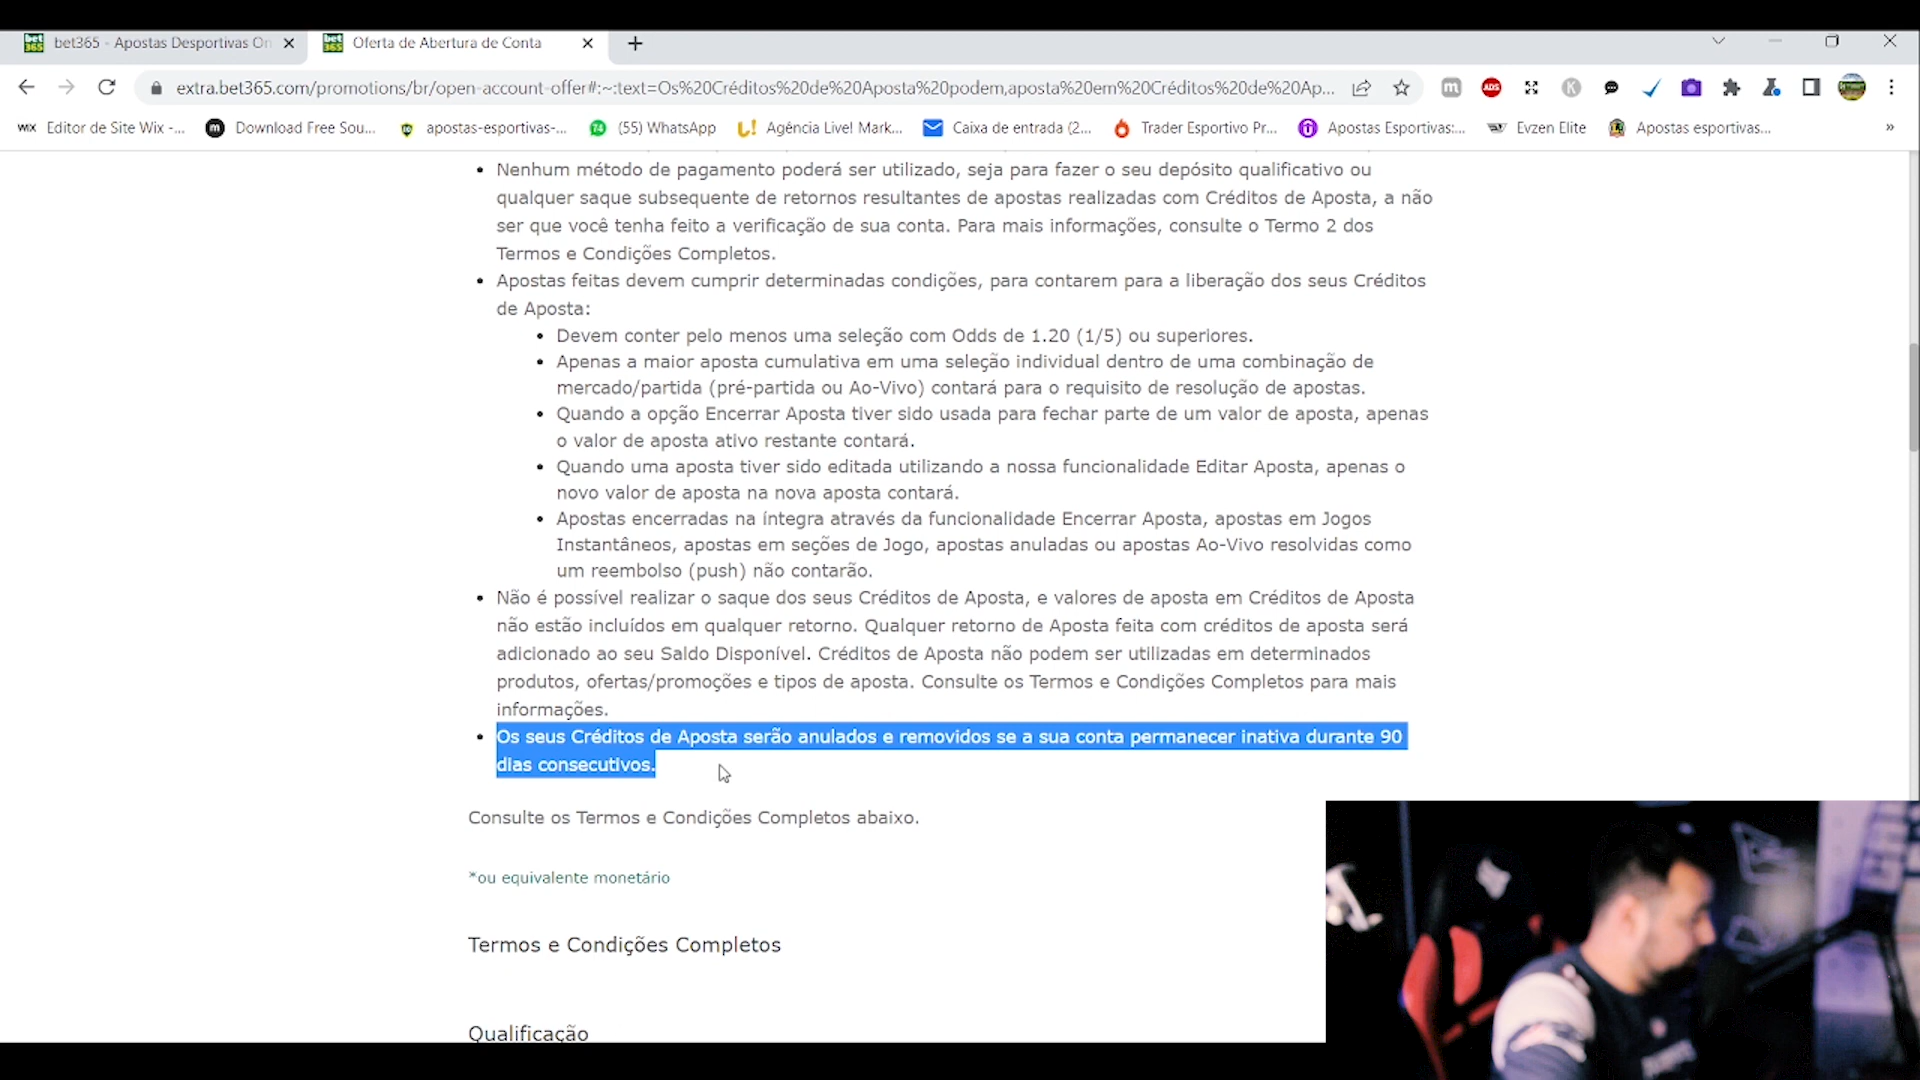 bet365 - Apostas Desportivas On
Oferta de Abertura de Conta
extra.bet365.com/promotions/br/open-account-offer#:~:text=Os%20Créditos%20de%20Aposta%20podem,aposta%20em%20Créditos%20de%20Ap...
Editor de Site Wix -...
Download Free Sou...
apostas-esportivas-...
(55) WhatsApp
Agência Live! Mark...
Caixa de entrada (2...
Trader Esportivo Pr...
Apostas Esportivas:...
Evzen Elite
Apostas esportivas...
• Nenhum método de pagamento poderá ser utilizado, seja para fazer o seu depósito qualificativo ou
qualquer saque subsequente de retornos resultantes de apostas realizadas com Créditos de Aposta, a não
ser que você tenha feito a verificação de sua conta. Para mais informações, consulte o Termo 2 dos
Termos e Condições Completos.
• Apostas feitas devem cumprir determinadas condições, para contarem para a liberação dos seus Créditos
de Aposta:
• Devem conter pelo menos uma seleção com Odds de 1.20 (1/5) ou superiores.
• Apenas a maior aposta cumulativa em uma seleção individual dentro de uma combinação de
mercado/partida (pré-partida ou Ao-Vivo) contará para o requisito de resolução de apostas.
• Quando a opção Encerrar Aposta tiver sido usada para fechar parte de um valor de aposta, apenas
o valor de aposta ativo restante contará.
• Quando uma aposta tiver sido editada utilizando a nossa funcionalidade Editar Aposta, apenas o
novo valor de aposta na nova aposta contará.
• Apostas encerradas na íntegra através da funcionalidade Encerrar Aposta, apostas em Jogos
Instantâneos, apostas em seções de Jogo, apostas anuladas ou apostas Ao-Vivo resolvidas como
um reembolso (push) não contarão.
• Não é possível realizar o saque dos seus Créditos de Aposta, e valores de aposta em Créditos de Aposta
não estão incluídos em qualquer retorno. Qualquer retorno de Aposta feita com créditos de aposta será
adicionado ao seu Saldo Disponível. Créditos de Aposta não podem ser utilizadas em determinados
produtos, ofertas/promoções e tipos de aposta. Consulte os Termos e Condições Completos para mais
informações.
• Os seus Créditos de Aposta serão anulados e removidos se a sua conta permanecer inativa durante 90
dias consecutivos.
Consulte os Termos e Condições Completos abaixo.
*ou equivalente monetário
Termos e Condições Completos
Qualificação